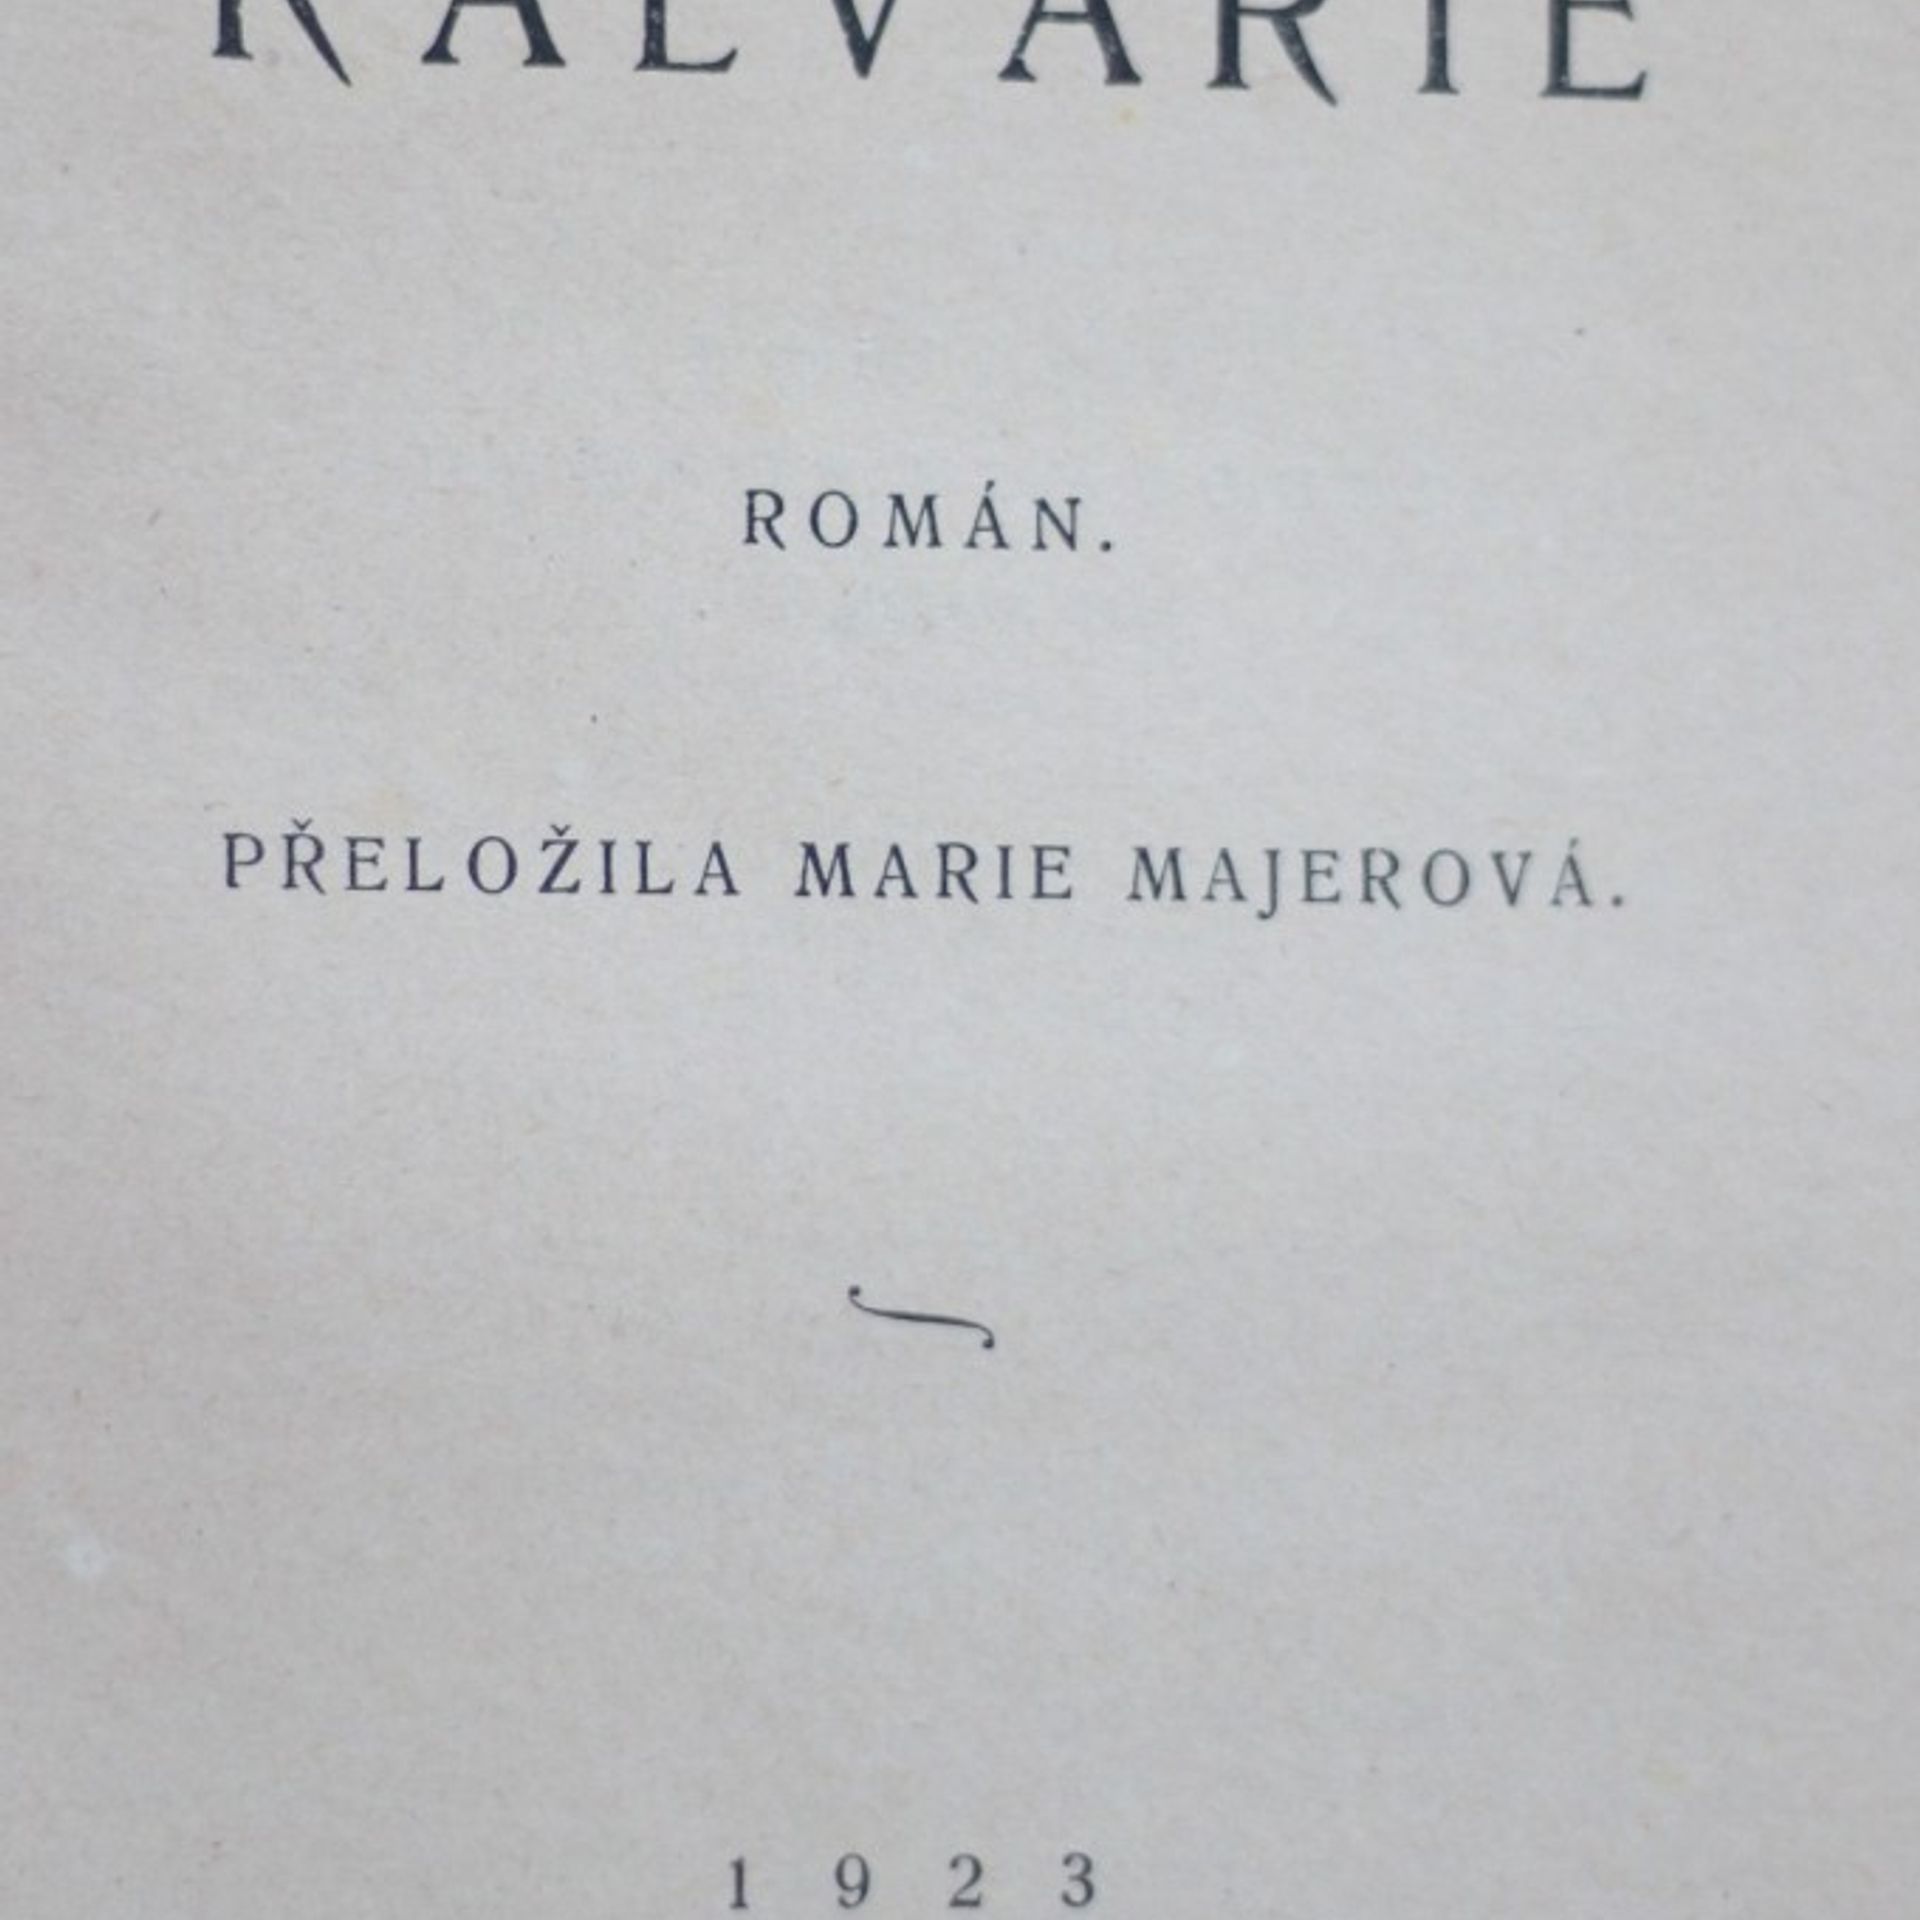 KALVARIE
ROMÁN.
PŘELOŽILA MARIE MAJEROVÁ.
1923